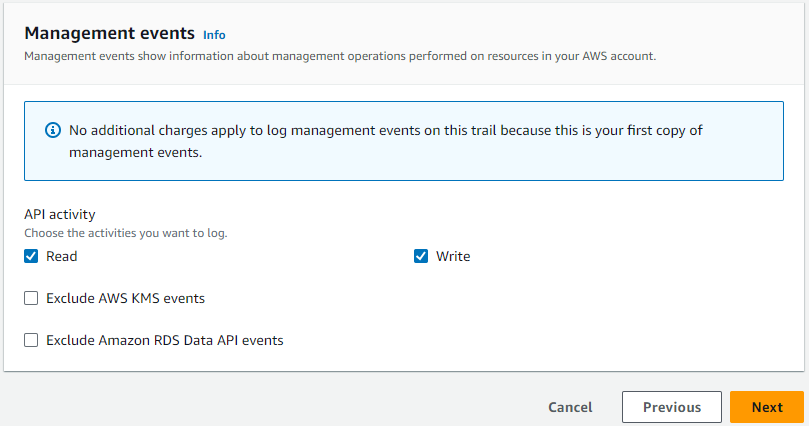 Management events Info
Management events show information about management operations performed on resources in your AWS account.
No additional charges apply to log management events on this trail because this is your first copy of
management events.
API activity
Choose the activities you want to log.
Read Write
Exclude AWS KMS events
Exclude Amazon RDS Data API events
Cancel Previous Next